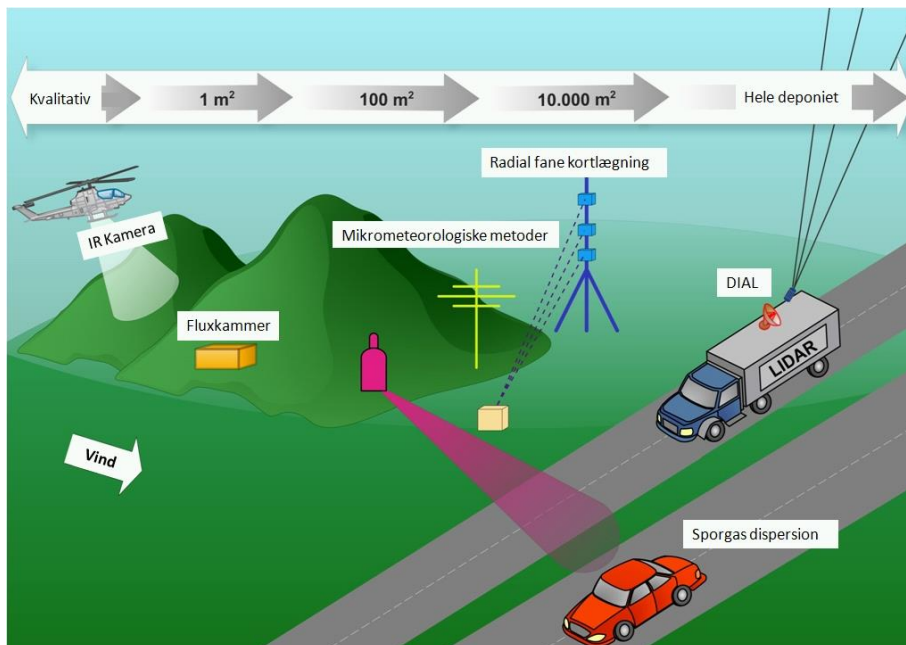 Kvalitativ
1 m²
100 m²
10.000 m²
Hele deponiet
Radial fane kortlægning
IR Kamera
Mikrometeorologiske metoder
DIAL
Fluxkammer
LIDAR
Vind
Sporgas dispersion